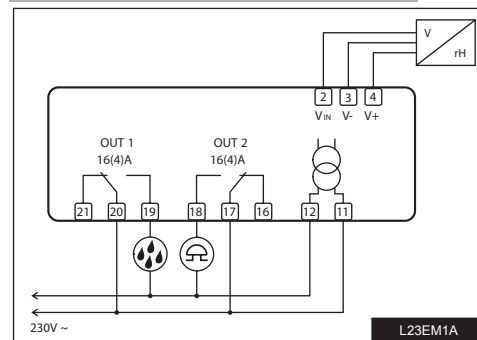 V
rH
2 3 4
VIN V- V+
OUT 1 OUT 2
16(4)A 16(4)A
21 20 19 18 17 16 12 11
230V ~
L23EM1A